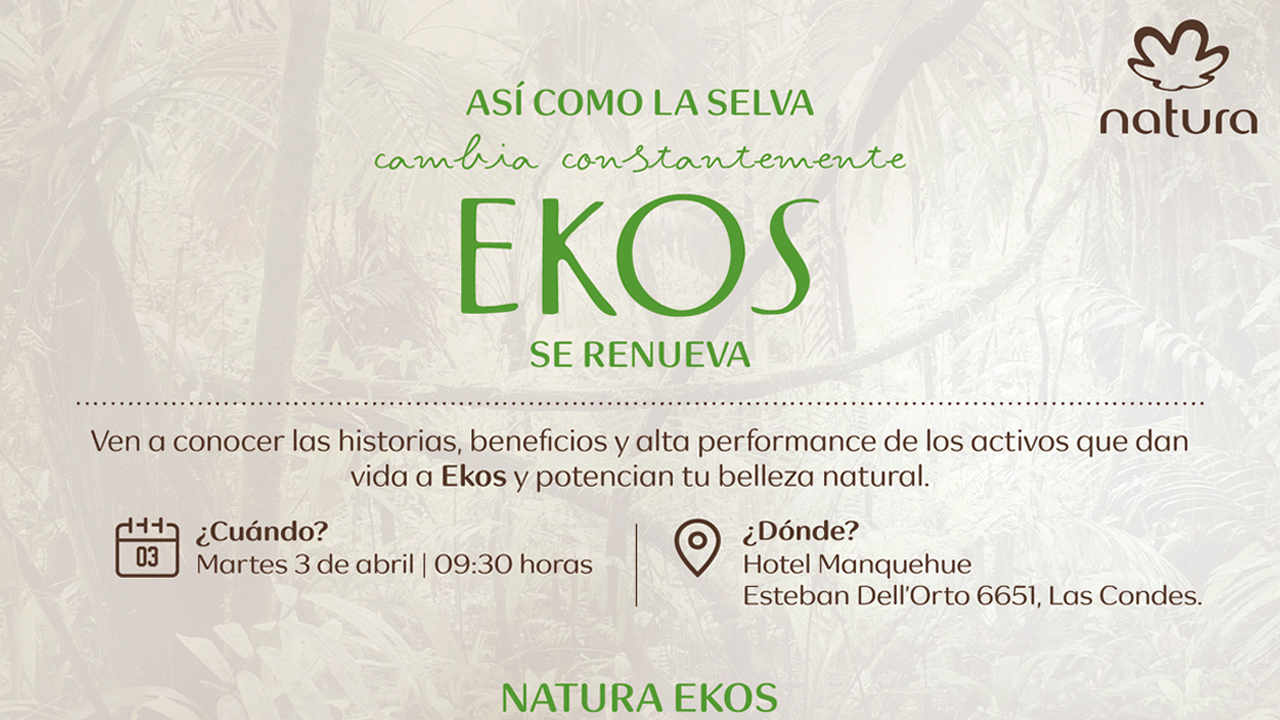 natura
ASÍ COMO LA SELVA
cambia constantemente
EKOS
SE RENUEVA
Ven a conocer las historias, beneficios y alta performance de los activos que dan
vida a Ekos y potencian tu belleza natural.
03
¿Cuándo?
Martes 3 de abril | 09:30 horas
¿Dónde?
Hotel Manquehue
Esteban Dell'Orto 6651, Las Condes.
NATURA EKOS